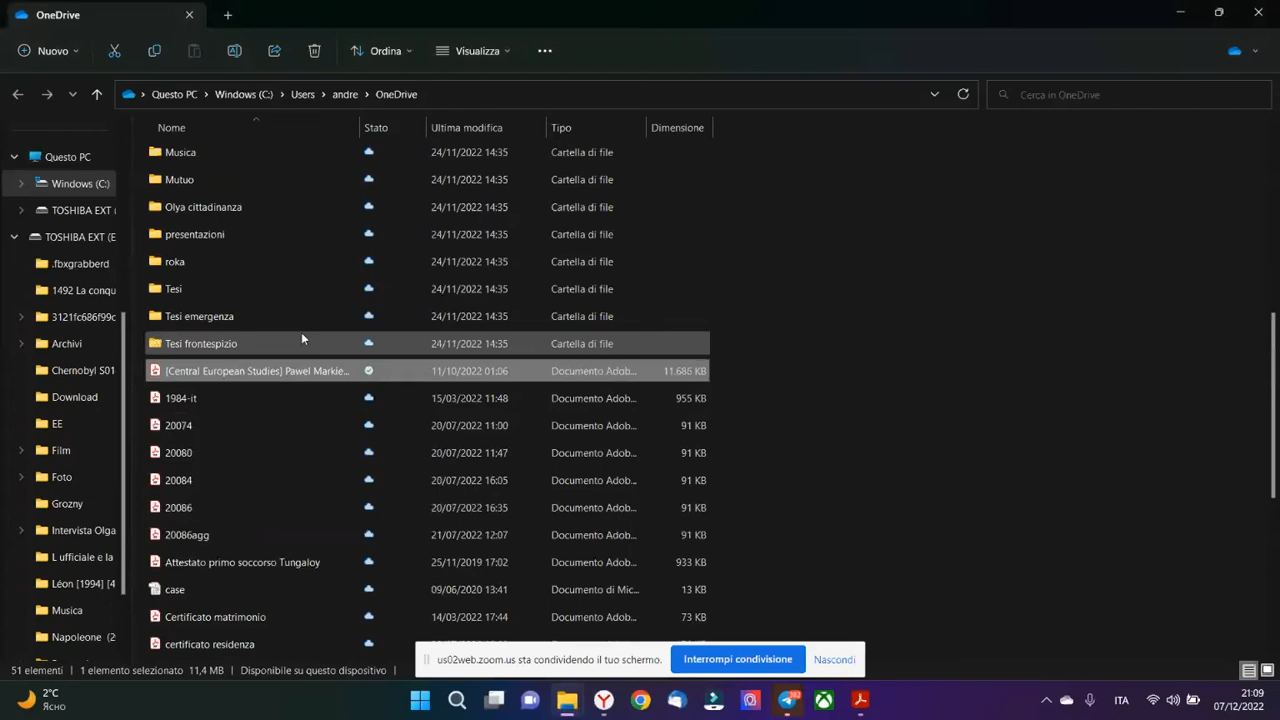 OneDrive
Nuovo
Ordina
Visualizza
Questo PC > Windows (C:) > Users > andre > OneDrive
Cerca in OneDrive
Nome Stato Ultima modifica Tipo Dimensione
Questo PC
Windows (C:)
TOSHIBA EXT (
TOSHIBA EXT (E
.fbxgrabberd
1492 La conqu
3121fc686f99c
Archivi
Chernobyl S01
Download
EE
Film
Foto
Grozny
Intervista Olga
L ufficiale e la
Léon [1994] [4
Musica
Napoleone (2
Musica 24/11/2022 14:35 Cartella di file
Mutuo 24/11/2022 14:35 Cartella di file
Olya cittadinanza 24/11/2022 14:35 Cartella di file
presentazioni 24/11/2022 14:35 Cartella di file
roka 24/11/2022 14:35 Cartella di file
Tesi 24/11/2022 14:35 Cartella di file
Tesi emergenza 24/11/2022 14:35 Cartella di file
Tesi frontespizio 24/11/2022 14:35 Cartella di file
[Central European Studies] Pawel Markie... 11/10/2022 01:06 Documento Adob... 11.686 KB
1984-it 15/03/2022 11:48 Documento Adob... 955 KB
20074 20/07/2022 11:00 Documento Adob... 91 KB
20080 20/07/2022 11:47 Documento Adob... 91 KB
20084 20/07/2022 16:05 Documento Adob... 91 KB
20086 20/07/2022 16:35 Documento Adob... 91 KB
20086agg 21/07/2022 12:07 Documento Adob... 91 KB
Attestato primo soccorso Tungaloy 25/11/2019 17:02 Documento Adob... 933 KB
case 09/06/2020 13:41 Documento di Mic... 13 KB
Certificato matrimonio 14/03/2022 17:44 Documento Adob... 73 KB
certificato residenza
us02web.zoom.us sta condividendo il tuo schermo. Interrompi condivisione Nascondi
51 elementi 1 elemento selezionato 11,4 MB Disponibile su questo dispositivo
2°C
Ясно
382
ITA
21:09
07/12/2022